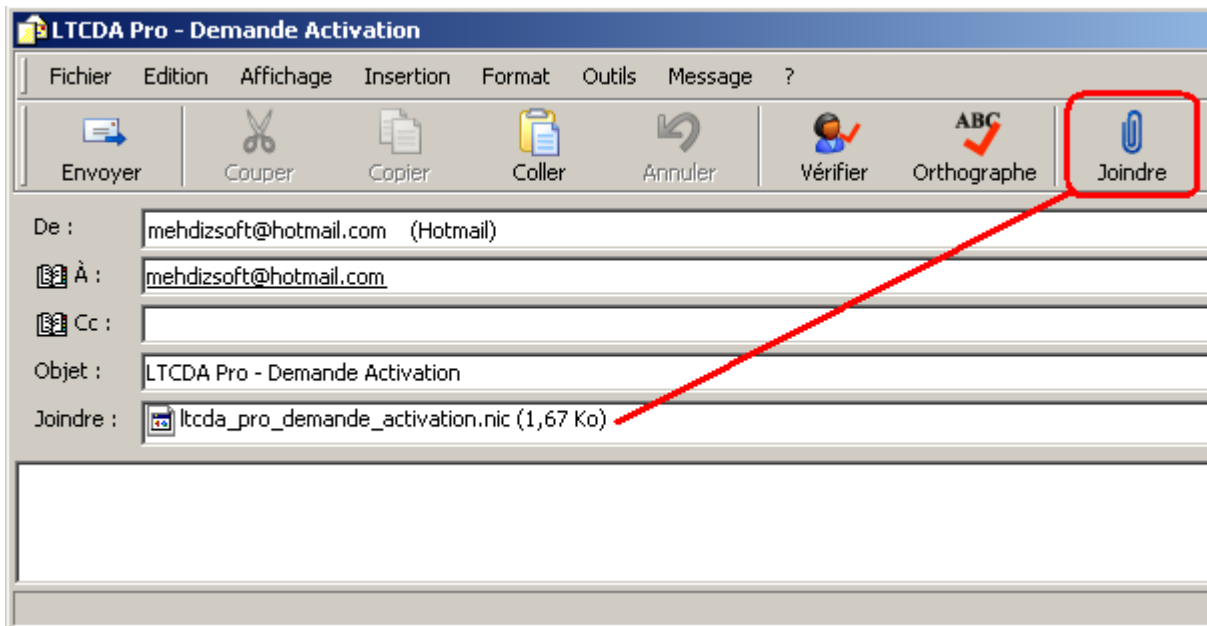 LTCDA Pro - Demande Activation
Fichier Edition Affichage Insertion Format Outils Message ?
ABC
Envoyer Couper Copier Coller Annuler Vérifier Orthographe Joindre
De : mehdizsoft@hotmail.com (Hotmail)
À : mehdizsoft@hotmail.com
Cc :
Objet : LTCDA Pro - Demande Activation
Joindre : ltcda_pro_demande_activation.nic (1,67 Ko)